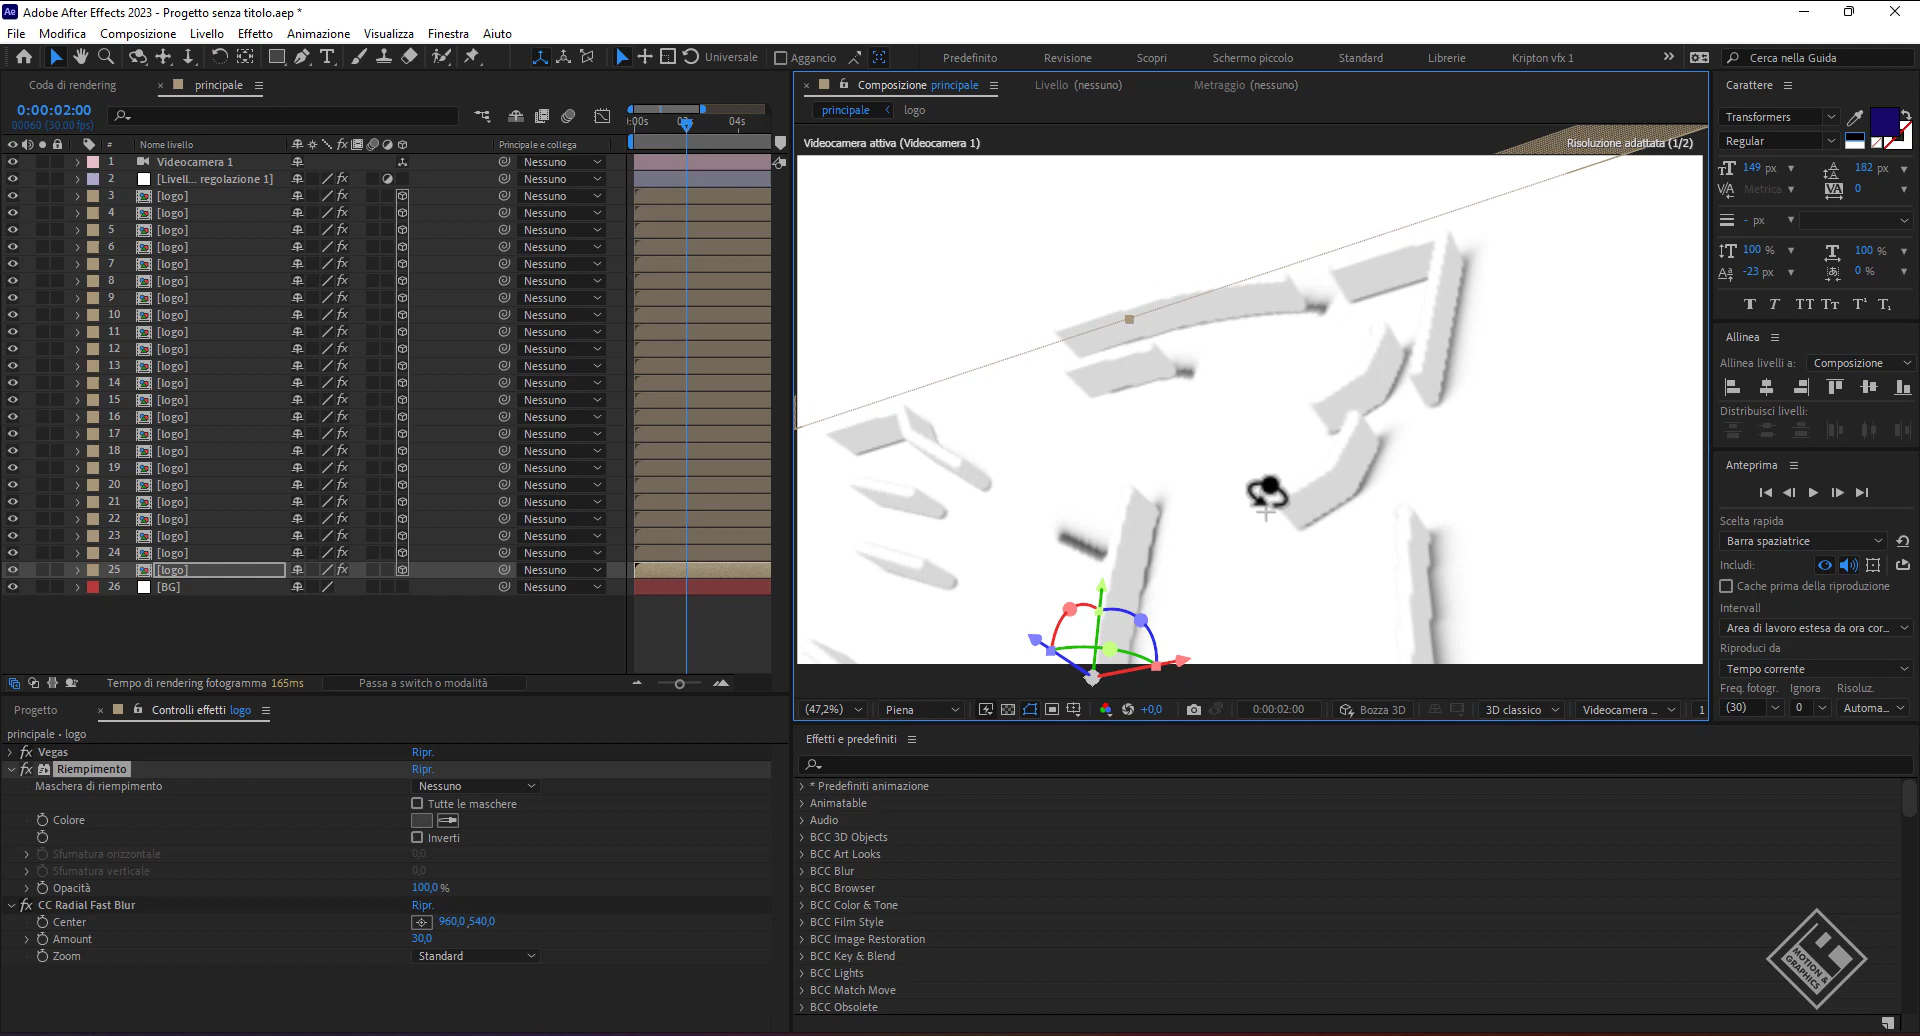 Adobe After Effects 2023 - Progetto senza titolo.aep *
File Modifica Composizione Livello Effetto Animazione Visualizza Finestra Aiuto
Universale Aggancio Predefinito Revisione Scopri Schermo piccolo Standard Librerie Kripton vfx 1 Cerca nella Guida
Coda di rendering principale
0:00:02:00
00060 (30.00 fps)
:00s 02s 04s
# Nome livello Principale e collega
1 Videocamera 1 Nessuno
2 [Livell... regolazione 1] Nessuno
3 [logo] Nessuno
4 [logo] Nessuno
5 [logo] Nessuno
6 [logo] Nessuno
7 [logo] Nessuno
8 [logo] Nessuno
9 [logo] Nessuno
10 [logo] Nessuno
11 [logo] Nessuno
12 [logo] Nessuno
13 [logo] Nessuno
14 [logo] Nessuno
15 [logo] Nessuno
16 [logo] Nessuno
17 [logo] Nessuno
18 [logo] Nessuno
19 [logo] Nessuno
20 [logo] Nessuno
21 [logo] Nessuno
22 [logo] Nessuno
23 [logo] Nessuno
24 [logo] Nessuno
25 [logo] Nessuno
26 [BG] Nessuno
Tempo di rendering fotogramma 165ms Passa a switch o modalità
Progetto Controlli effetti logo
principale • logo
Vegas Ripr.
Riempimento Ripr.
Maschera di riempimento Nessuno
Tutte le maschere
Colore
Inverti
Sfumatura orizzontale 0,0
Sfumatura verticale 0,0
Opacità 100,0 %
CC Radial Fast Blur Ripr.
Center 960,0 ,540,0
Amount 30,0
Zoom Standard
Composizione principale Livello (nessuno) Metraggio (nessuno)
principale logo
Videocamera attiva (Videocamera 1) Risoluzione adattata (1/2)
(47,2%) Piena +0,0 0:00:02:00 Bozza 3D 3D classico Videocamera ... 1
Effetti e predefiniti
* Predefiniti animazione
Animatable
Audio
BCC 3D Objects
BCC Art Looks
BCC Blur
BCC Browser
BCC Color & Tone
BCC Film Style
BCC Image Restoration
BCC Key & Blend
BCC Lights
BCC Match Move
BCC Obsolete
Carattere
Transformers
Regular
149 px 182 px
Metrica 0
- px
100 % 100 %
-23 px 0 %
Allinea
Allinea livelli a: Composizione
Distribuisci livelli:
Anteprima
Scelta rapida
Barra spaziatrice
Includi:
Cache prima della riproduzione
Intervalli
Area di lavoro estesa da ora cor...
Riproduci da
Tempo corrente
Freq. fotogr. Ignora Risoluz.
(30) 0 Automa...
MOTION &
GRAPHICS